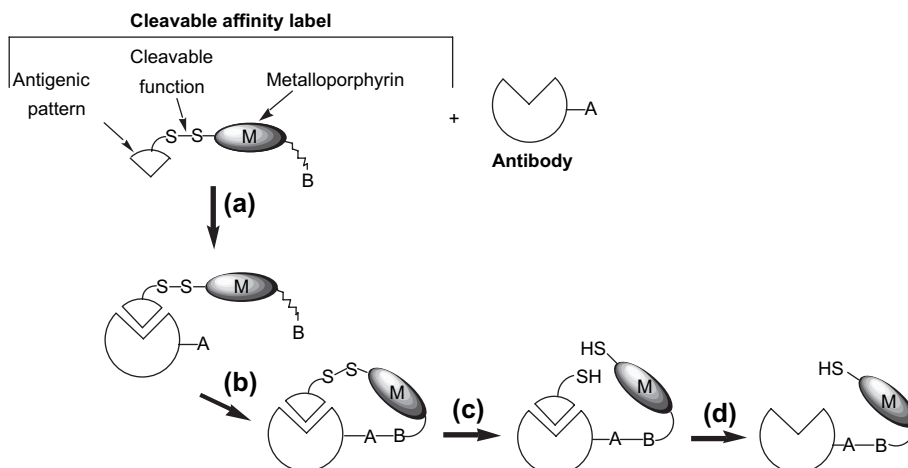 Cleavable affinity label
Cleavable
function
Antigenic
pattern
Metalloporphyrin
S–S
M
B
+
A
Antibody
(a)
S–S
M
B
A
(b)
S–S
M
A–B
(c)
HS
SH
M
A–B
(d)
HS
M
A–B